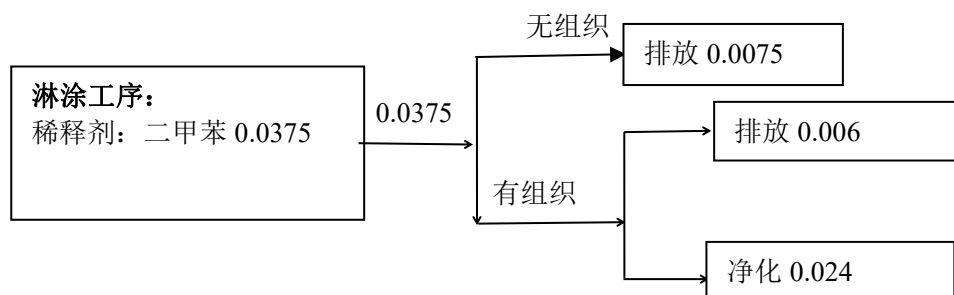 淋涂工序：
稀释剂：二甲苯 0.0375
0.0375
无组织
排放 0.0075
有组织
排放 0.006
净化 0.024